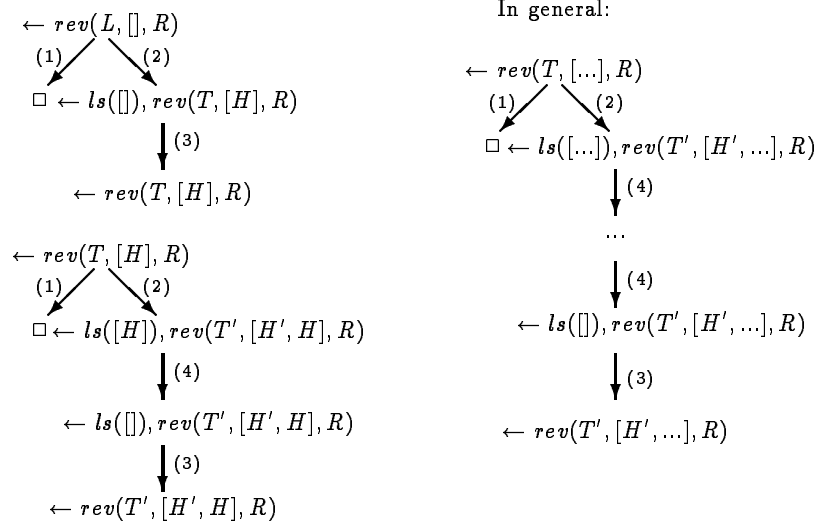 ← rev(L, [], R)
(1) (2)
□ ← ls([]), rev(T, [H], R)
(3)
← rev(T, [H], R)
← rev(T, [H], R)
(1) (2)
□ ← ls([H]), rev(T′, [H′, H], R)
(4)
← ls([]), rev(T′, [H′, H], R)
(3)
← rev(T′, [H′, H], R)
In general:
← rev(T, [...], R)
(1) (2)
□ ← ls([...]), rev(T′, [H′, ...], R)
(4)
...
(4)
← ls([]), rev(T′, [H′, ...], R)
(3)
← rev(T′, [H′, ...], R)